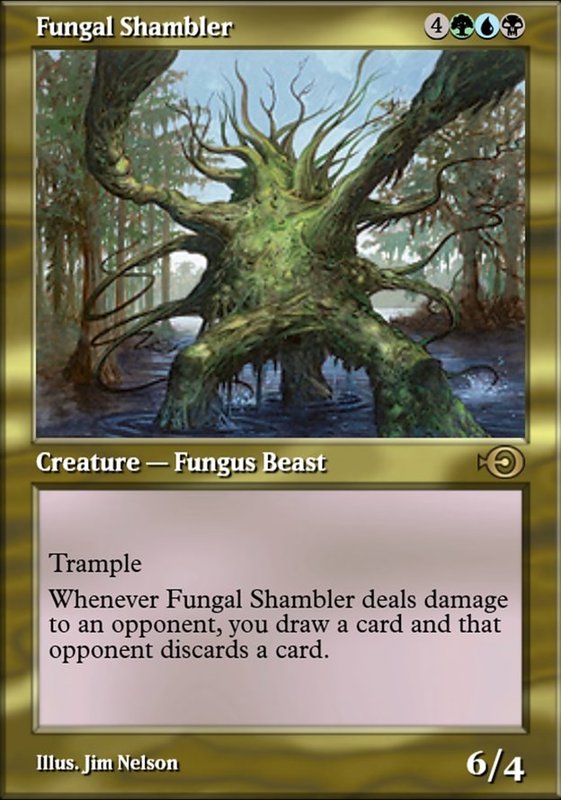 Fungal Shambler 4
Creature — Fungus Beast
Trample
Whenever Fungal Shambler deals damage
to an opponent, you draw a card and that
opponent discards a card.
Illus. Jim Nelson 6/4